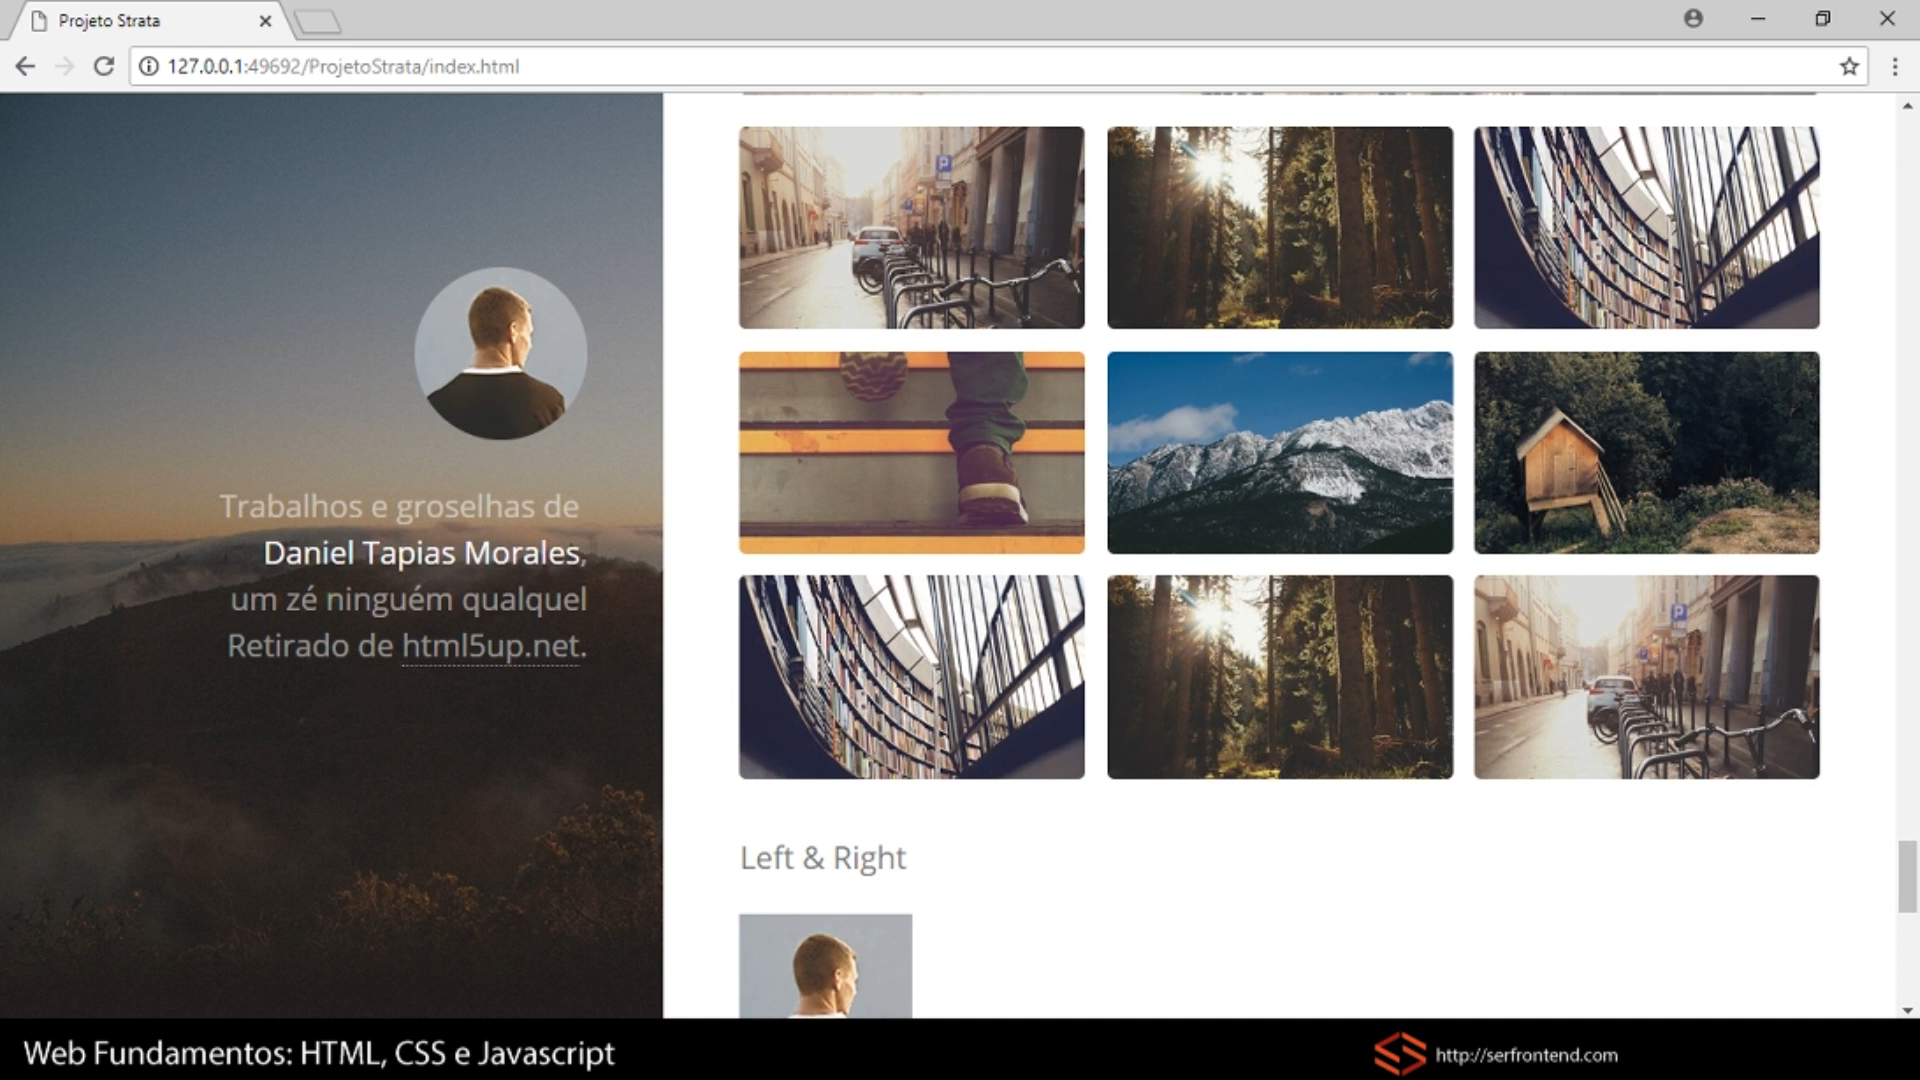 Projeto Strata
127.0.0.1:49692/ProjetoStrata/index.html
Trabalhos e groselhas de
Daniel Tapias Morales,
um zé ninguém qualquel
Retirado de html5up.net.
P
P
Left & Right
Web Fundamentos: HTML, CSS e Javascript
http://serfrontend.com